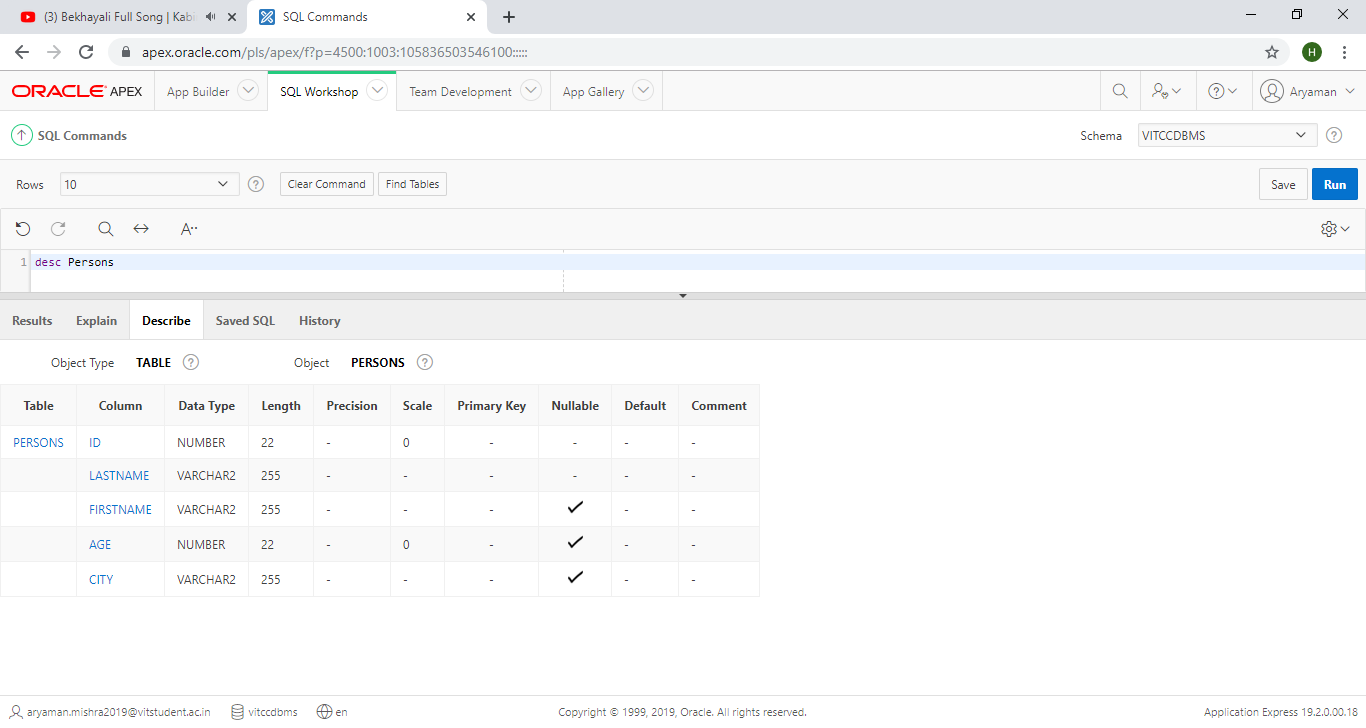 (3) Bekhayali Full Song | Kabi
SQL Commands
apex.oracle.com/pls/apex/f?p=4500:1003:105836503546100:::::
H
ORACLE APEX App Builder SQL Workshop Team Development App Gallery Aryaman
SQL Commands Schema VITCCDBMS
Rows 10 Clear Command Find Tables Save Run
A
1 desc Persons
Results Explain Describe Saved SQL History
Object Type TABLE Object PERSONS
Table Column Data Type Length Precision Scale Primary Key Nullable Default Comment
PERSONS ID NUMBER 22 - 0 - - - -
LASTNAME VARCHAR2 255 - - - - - -
FIRSTNAME VARCHAR2 255 - - - ✓ - -
AGE NUMBER 22 - 0 - ✓ - -
CITY VARCHAR2 255 - - - ✓ - -
aryaman.mishra2019@vitstudent.ac.in vitccdbms en Copyright © 1999, 2019, Oracle. All rights reserved. Application Express 19.2.0.00.18